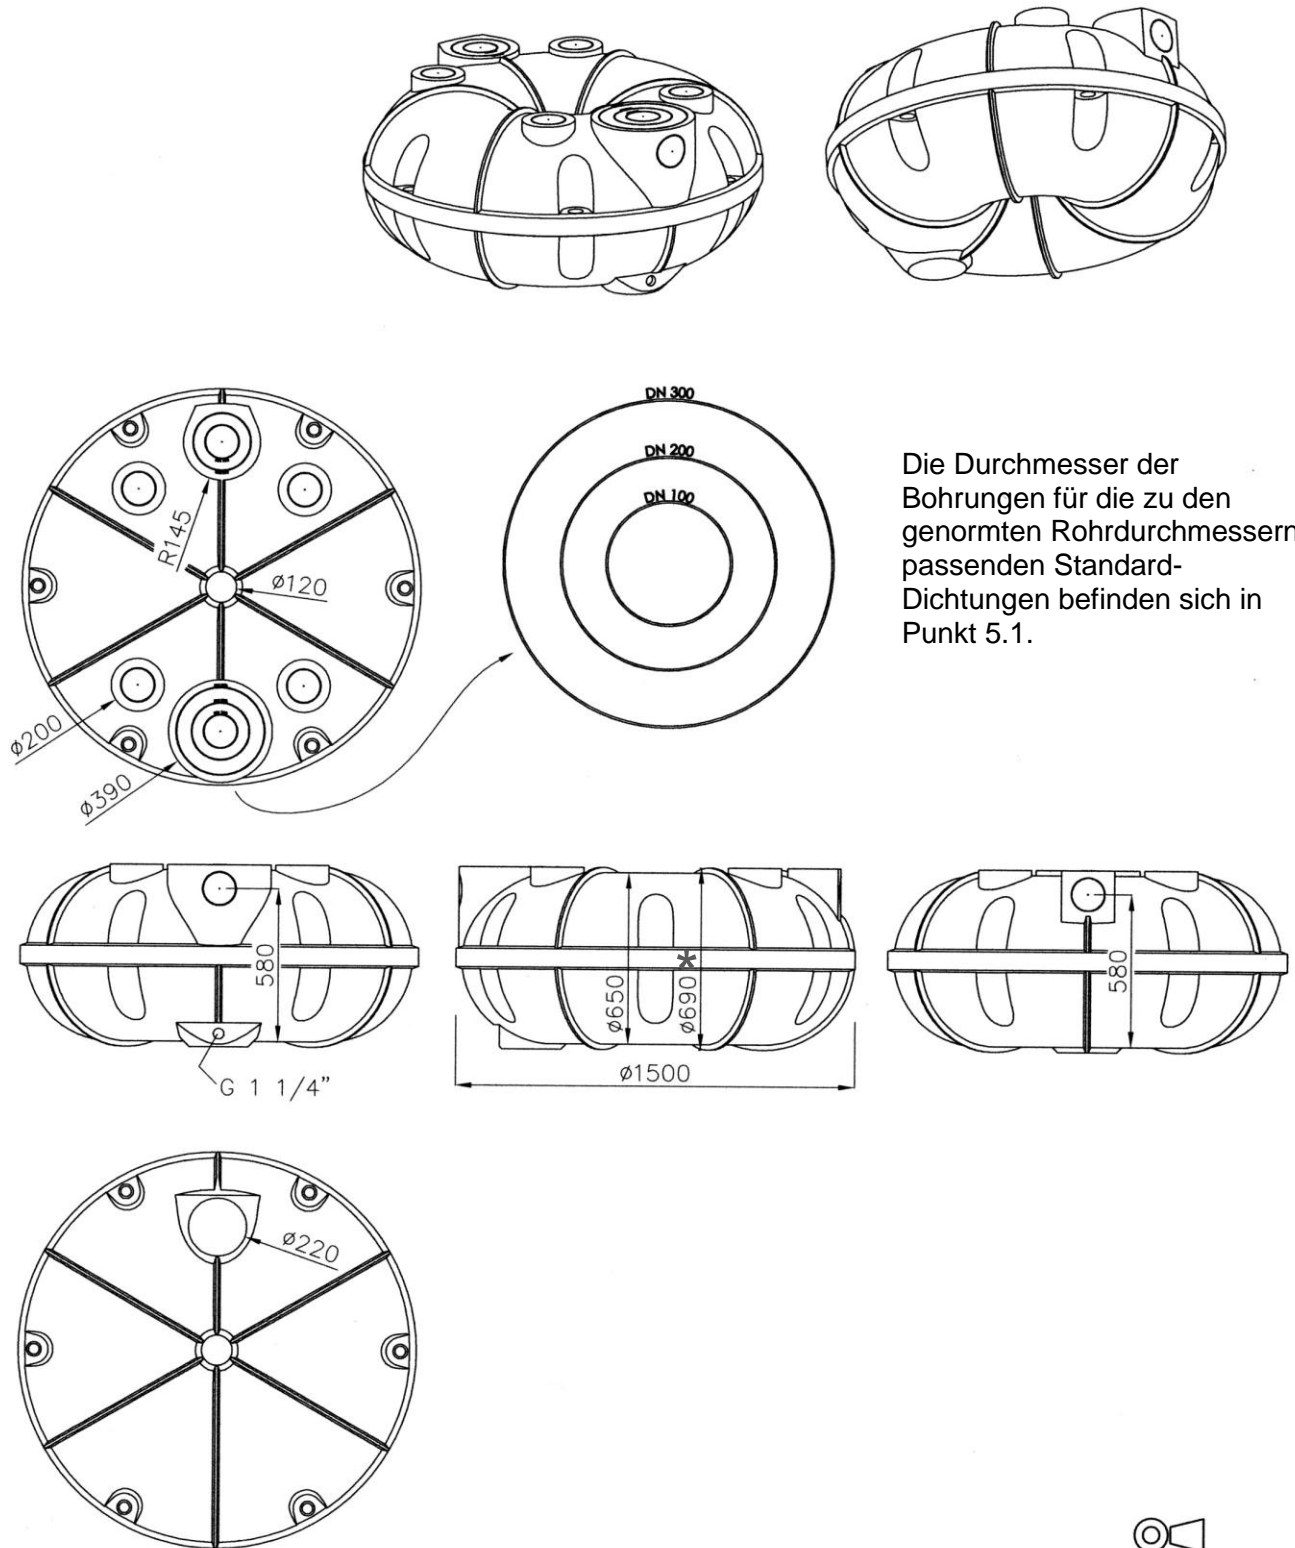 DN 300
DN 200
DN 100
Die Durchmesser der
Bohrungen für die zu den
genormten Rohrdurchmessern
passenden Standard-
Dichtungen befinden sich in
Punkt 5.1.
R145
ø120
ø200
ø390
580
G 1 1/4"
ø650
ø690*
ø1500
580
ø220